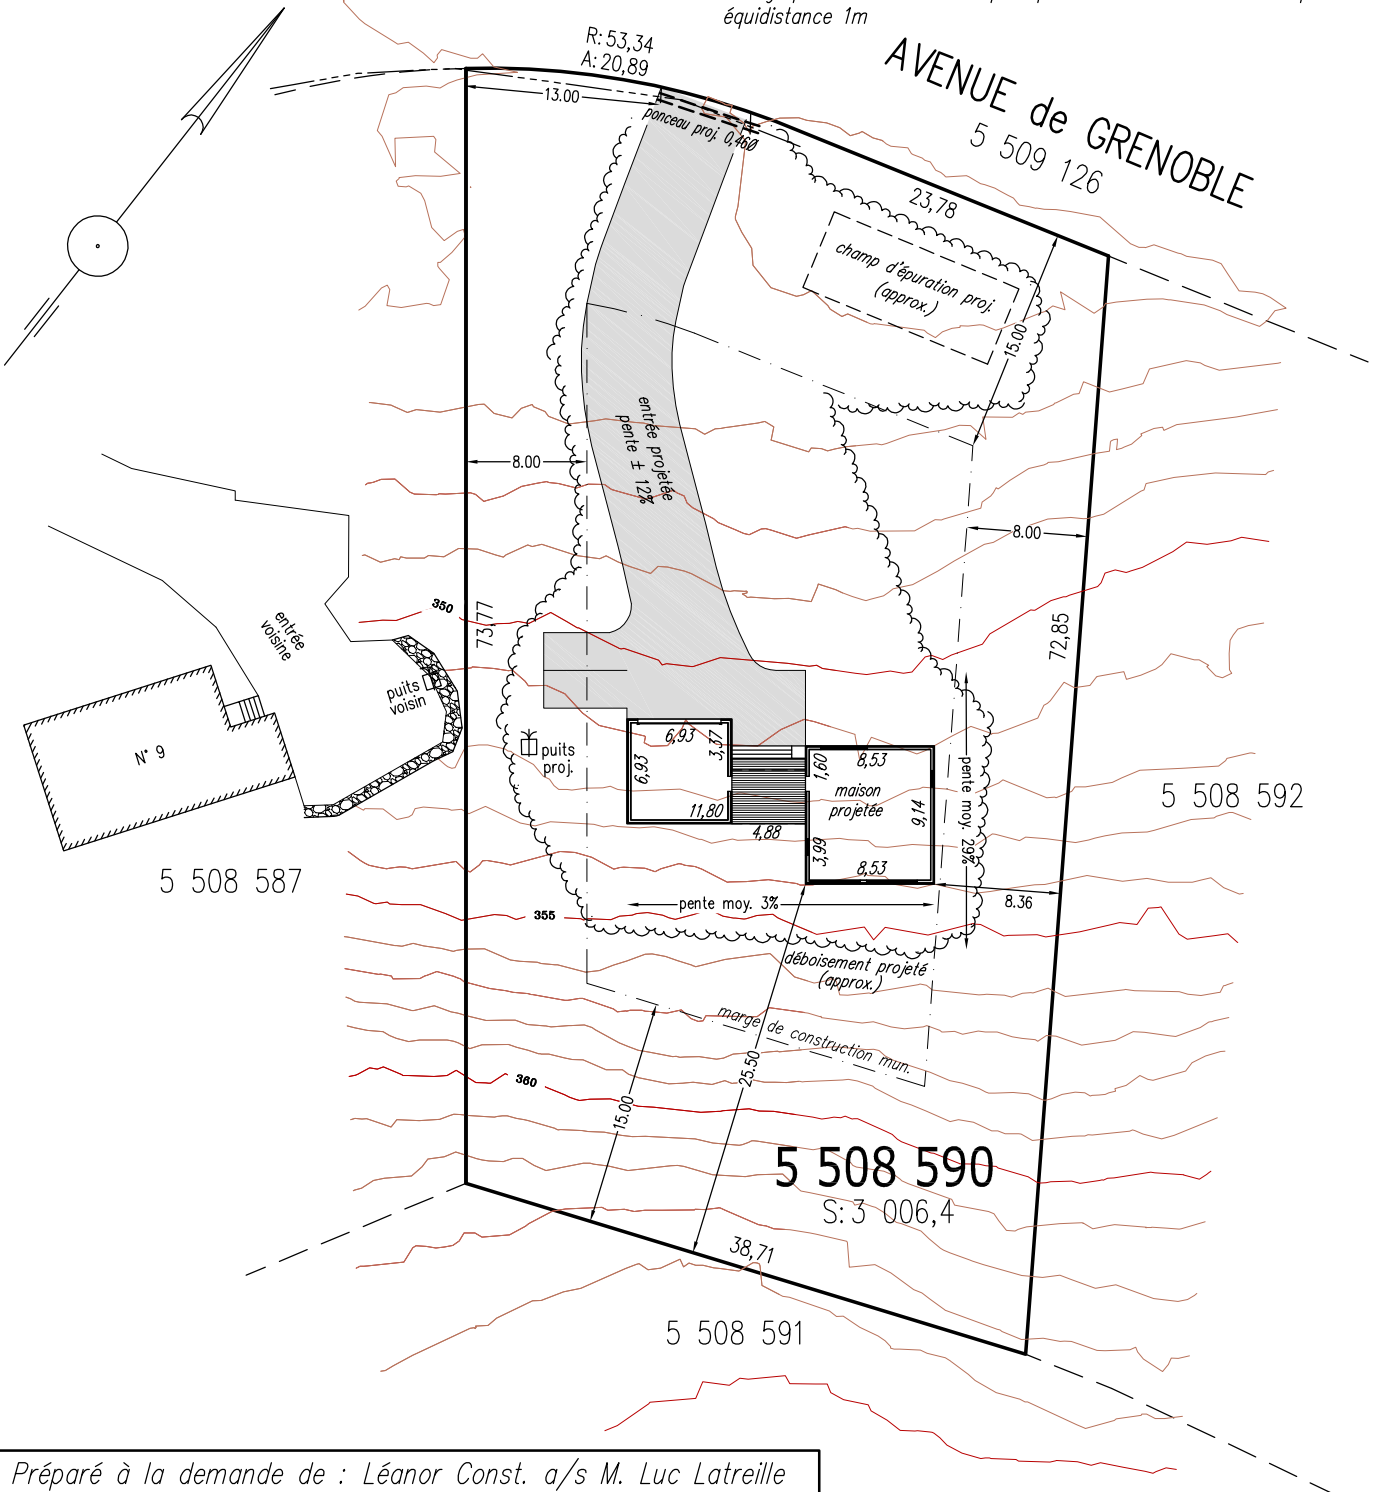 équidistance 1m
R: 53,34
A: 20,89
AVENUE de GRENOBLE
5 509 126
13.00
ponceau proj. 0,46Ø
23,78
champ d'épuration proj.
(approx.)
15.00
entrée projetée
pente ± 12%
8.00
8.00
350
73,77
72,85
entrée
voisine
puits
voisin
N° 9
puits
proj.
6,93
3,37
6,93
11,80
4,88
1,60
8,53
maison
projetée
9,14
3,99
8,53
pente moy. 29%
5 508 592
5 508 587
pente moy. 3%
8.36
355
déboisement projeté
(approx.)
marge de construction mun.
25.50
15.00
360
5 508 590
S: 3 006,4
38,71
5 508 591
Préparé à la demande de : Léanor Const. a/s M. Luc Latreille